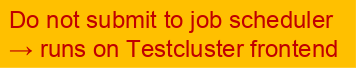 Do not submit to job scheduler
→ runs on Testcluster frontend